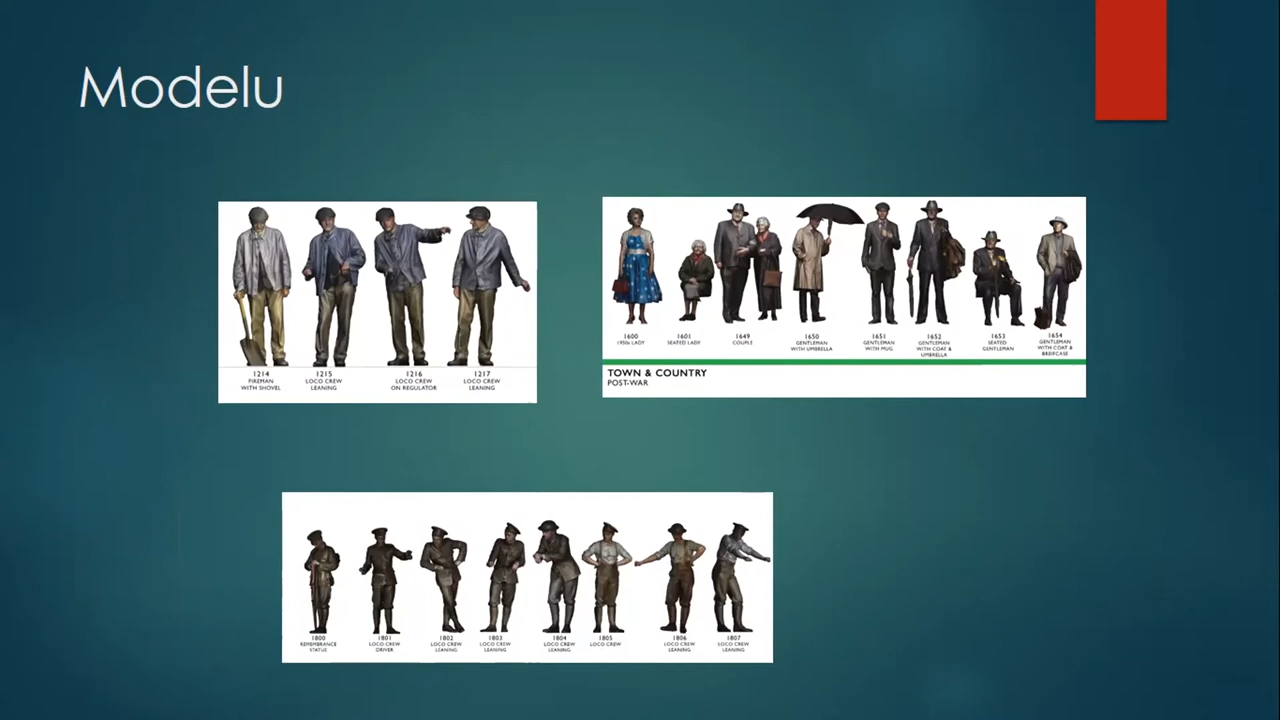 Modelu
1214
FIREMAN
WITH SHOVEL
1215
LOCO CREW
LEANING
1216
LOCO CREW
ON REGULATOR
1217
LOCO CREW
LEANING
1600
1950s LADY
1601
SEATED LADY
1649
COUPLE
1650
GENTLEMAN
WITH UMBRELLA
1651
GENTLEMAN
WITH MUG
1652
GENTLEMAN
WITH COAT &
UMBRELLA
1653
SEATED
GENTLEMAN
1654
GENTLEMAN
WITH COAT &
BREIFCASE
TOWN & COUNTRY
POST-WAR
1800
REMEMBRANCE
STATUE
1801
LOCO CREW
DRIVER
1802
LOCO CREW
LEANING
1803
LOCO CREW
LEANING
1804
LOCO CREW
LEANING
1805
LOCO CREW
1806
LOCO CREW
LEANING
1807
LOCO CREW
LEANING